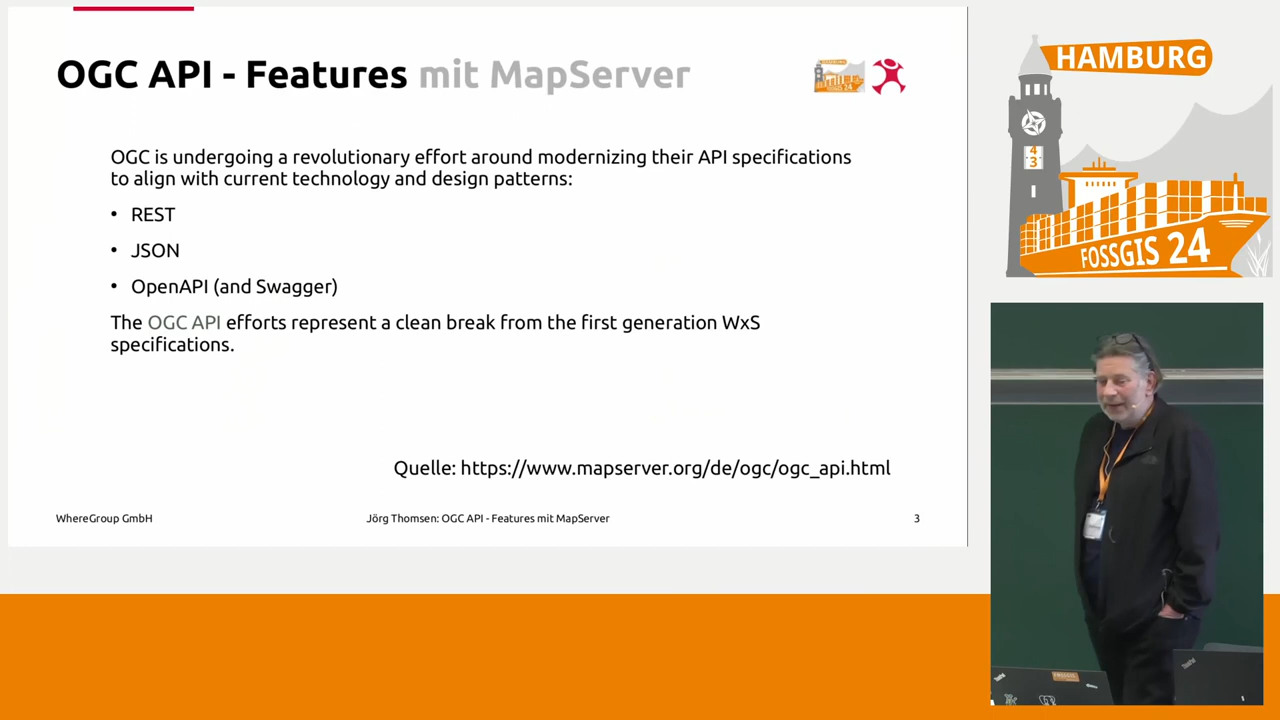 OGC API - Features mit MapServer
OGC is undergoing a revolutionary effort around modernizing their API specifications
to align with current technology and design patterns:
• REST
• JSON
• OpenAPI (and Swagger)
The OGC API efforts represent a clean break from the first generation WxS
specifications.
Quelle: https://www.mapserver.org/de/ogc/ogc_api.html
WhereGroup GmbH
Jörg Thomsen: OGC API - Features mit MapServer
3
HAMBURG
4
3
FOSSGIS 24
ThinkPad